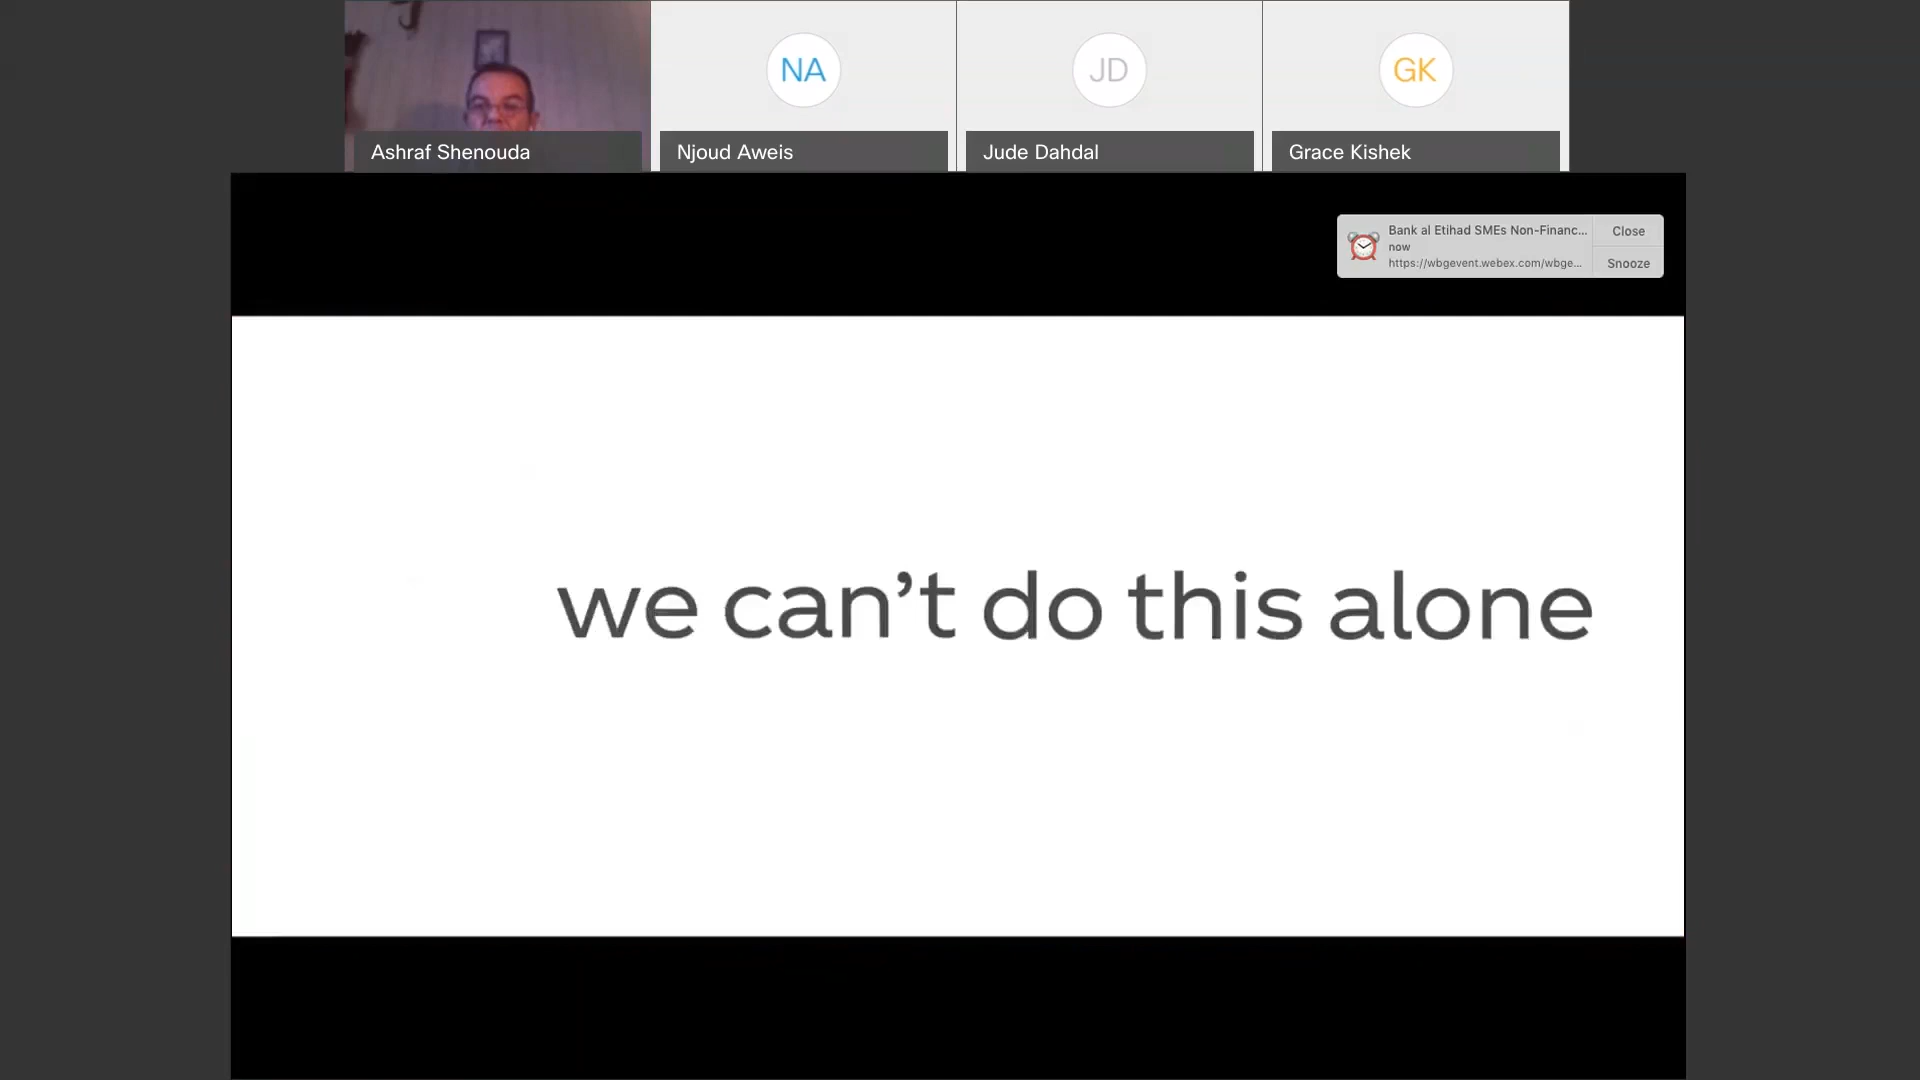 NA
JD
GK
Ashraf Shenouda
Njoud Aweis
Jude Dahdal
Grace Kishek
Bank al Etihad SMEs Non-Financ...
Close
now
https://wbgevent.webex.com/wbge...
Snooze
we can’t do this alone